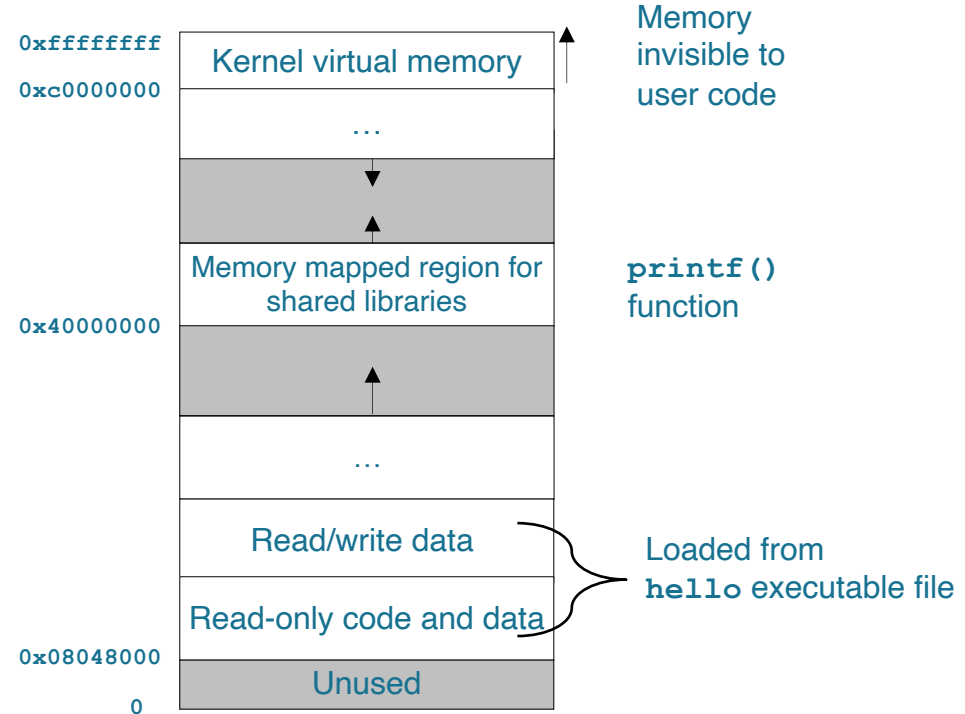 Memory
invisible to
user code
0xffffffff
Kernel virtual memory
0xc0000000
...
Memory mapped region for
shared libraries
printf()
function
0x40000000
...
Read/write data
Loaded from
hello executable file
Read-only code and data
0x08048000
Unused
0